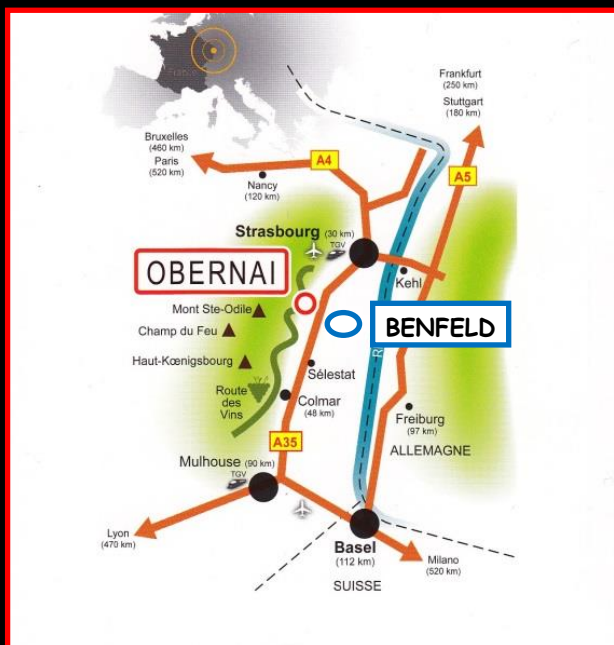 France
Frankfurt
(250 km)
Stuttgart
(180 km)
Bruxelles
(460 km)
Paris
(520 km)
A4
A5
Nancy
(120 km)
Strasbourg (30 km)
TGV
Kehl
OBERNAI
Mont Ste-Odile
BENFELD
Champ du Feu
R
Haut-Kœnigsbourg
Sélestat
Route
des
Vins
Colmar
(48 km)
Freiburg
(97 km)
A35
ALLEMAGNE
Mulhouse (90 km)
TGV
Lyon
(470 km)
Basel
(112 km)
Milano
(520 km)
SUISSE